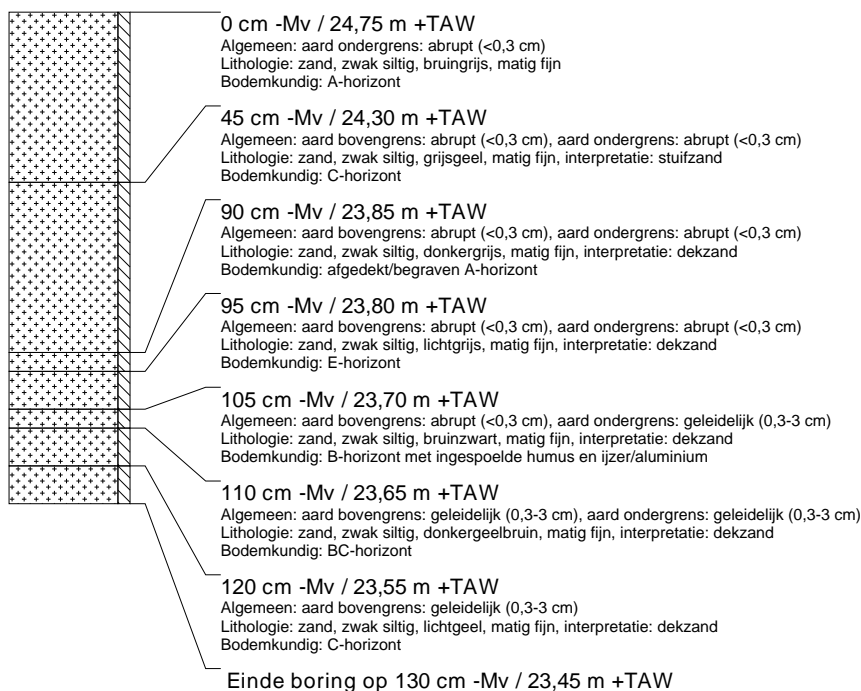 0 cm -Mv / 24,75 m +TAW
Algemeen: aard ondergrens: abrupt (<0,3 cm)
Lithologie: zand, zwak siltig, bruingrijs, matig fijn
Bodemkundig: A-horizont
45 cm -Mv / 24,30 m +TAW
Algemeen: aard bovengrens: abrupt (<0,3 cm), aard ondergrens: abrupt (<0,3 cm)
Lithologie: zand, zwak siltig, grijsgeel, matig fijn, interpretatie: stuifzand
Bodemkundig: C-horizont
90 cm -Mv / 23,85 m +TAW
Algemeen: aard bovengrens: abrupt (<0,3 cm), aard ondergrens: abrupt (<0,3 cm)
Lithologie: zand, zwak siltig, donkergrijs, matig fijn, interpretatie: dekzand
Bodemkundig: afgedekt/begraven A-horizont
95 cm -Mv / 23,80 m +TAW
Algemeen: aard bovengrens: abrupt (<0,3 cm), aard ondergrens: abrupt (<0,3 cm)
Lithologie: zand, zwak siltig, lichtgrijs, matig fijn, interpretatie: dekzand
Bodemkundig: E-horizont
105 cm -Mv / 23,70 m +TAW
Algemeen: aard bovengrens: abrupt (<0,3 cm), aard ondergrens: geleidelijk (0,3-3 cm)
Lithologie: zand, zwak siltig, bruinzwart, matig fijn, interpretatie: dekzand
Bodemkundig: B-horizont met ingespoelde humus en ijzer/aluminium
110 cm -Mv / 23,65 m +TAW
Algemeen: aard bovengrens: geleidelijk (0,3-3 cm), aard ondergrens: geleidelijk (0,3-3 cm)
Lithologie: zand, zwak siltig, donkergeelbruin, matig fijn, interpretatie: dekzand
Bodemkundig: BC-horizont
120 cm -Mv / 23,55 m +TAW
Algemeen: aard bovengrens: geleidelijk (0,3-3 cm)
Lithologie: zand, zwak siltig, lichtgeel, matig fijn, interpretatie: dekzand
Bodemkundig: C-horizont
Einde boring op 130 cm -Mv / 23,45 m +TAW